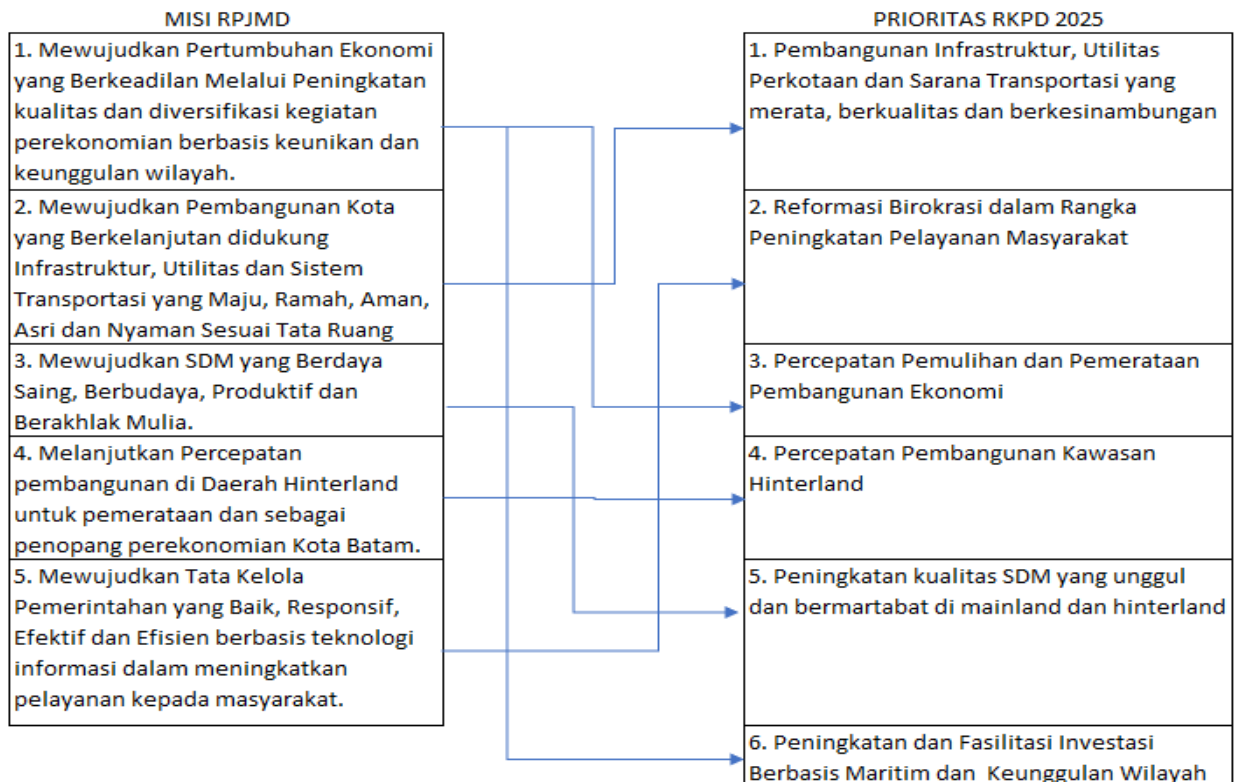 MISI RPJMD
1. Mewujudkan Pertumbuhan Ekonomi
yang Berkeadilan Melalui Peningkatan
kualitas dan diversifikasi kegiatan
perekonomian berbasis keunikan dan
keunggulan wilayah.
2. Mewujudkan Pembangunan Kota
yang Berkelanjutan didukung
Infrastruktur, Utilitas dan Sistem
Transportasi yang Maju, Ramah, Aman,
Asri dan Nyaman Sesuai Tata Ruang
3. Mewujudkan SDM yang Berdaya
Saing, Berbudaya, Produktif dan
Berakhlak Mulia.
4. Melanjutkan Percepatan
pembangunan di Daerah Hinterland
untuk pemerataan dan sebagai
penopang perekonomian Kota Batam.
5. Mewujudkan Tata Kelola
Pemerintahan yang Baik, Responsif,
Efektif dan Efisien berbasis teknologi
informasi dalam meningkatkan
pelayanan kepada masyarakat.
PRIORITAS RKPD 2025
1. Pembangunan Infrastruktur, Utilitas
Perkotaan dan Sarana Transportasi yang
merata, berkualitas dan berkesinambungan
2. Reformasi Birokrasi dalam Rangka
Peningkatan Pelayanan Masyarakat
3. Percepatan Pemulihan dan Pemerataan
Pembangunan Ekonomi
4. Percepatan Pembangunan Kawasan
Hinterland
5. Peningkatan kualitas SDM yang unggul
dan bermartabat di mainland dan hinterland
6. Peningkatan dan Fasilitasi Investasi
Berbasis Maritim dan Keunggulan Wilayah